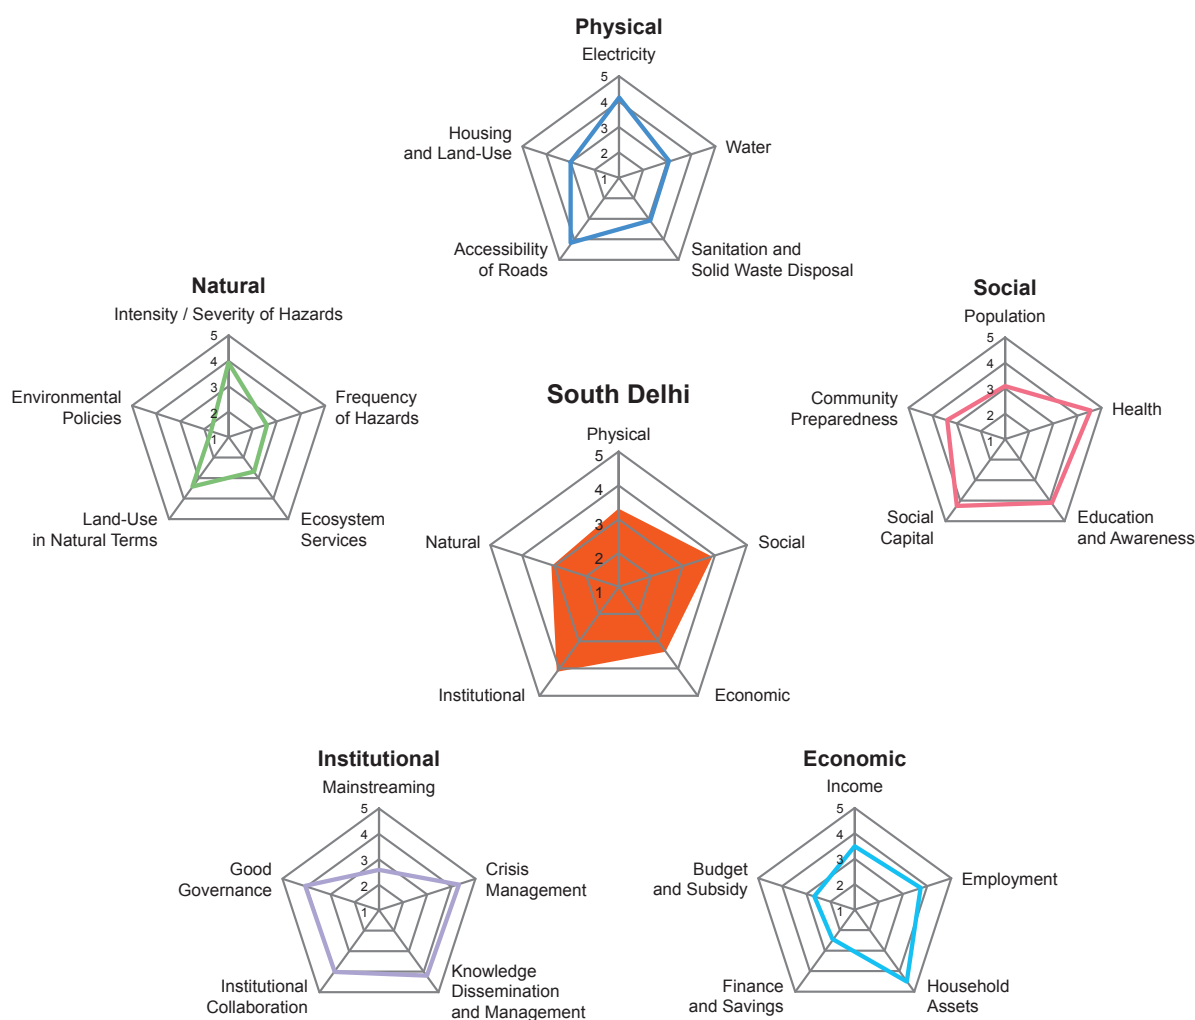 Physical
Electricity
5
4
3
2
1
Housing
and Land-Use
Water
Accessibility
of Roads
Sanitation and
Solid Waste Disposal
Natural
Intensity / Severity of Hazards
5
4
3
2
1
Environmental
Policies
Frequency
of Hazards
Land-Use
in Natural Terms
Ecosystem
Services
Social
Population
5
4
3
2
1
Community
Preparedness
Health
Social
Capital
Education
and Awareness
South Delhi
Physical
5
4
3
2
1
Natural
Social
Institutional
Economic
Institutional
Mainstreaming
5
4
3
2
1
Good
Governance
Crisis
Management
Institutional
Collaboration
Knowledge
Dissemination
and Management
Economic
Income
5
4
3
2
1
Budget
and Subsidy
Employment
Finance
and Savings
Household
Assets